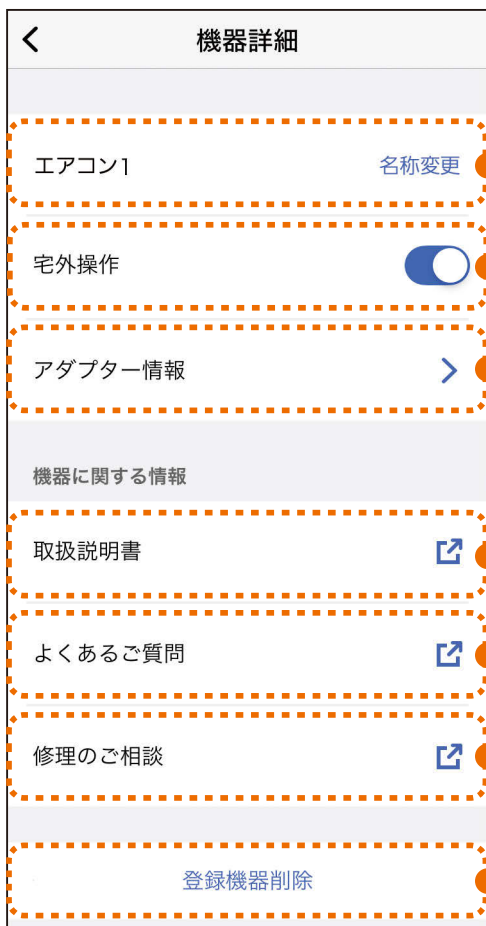 機器詳細
エアコン1 名称変更
宅外操作
アダプター情報
機器に関する情報
取扱説明書
よくあるご質問
修理のご相談
登録機器削除